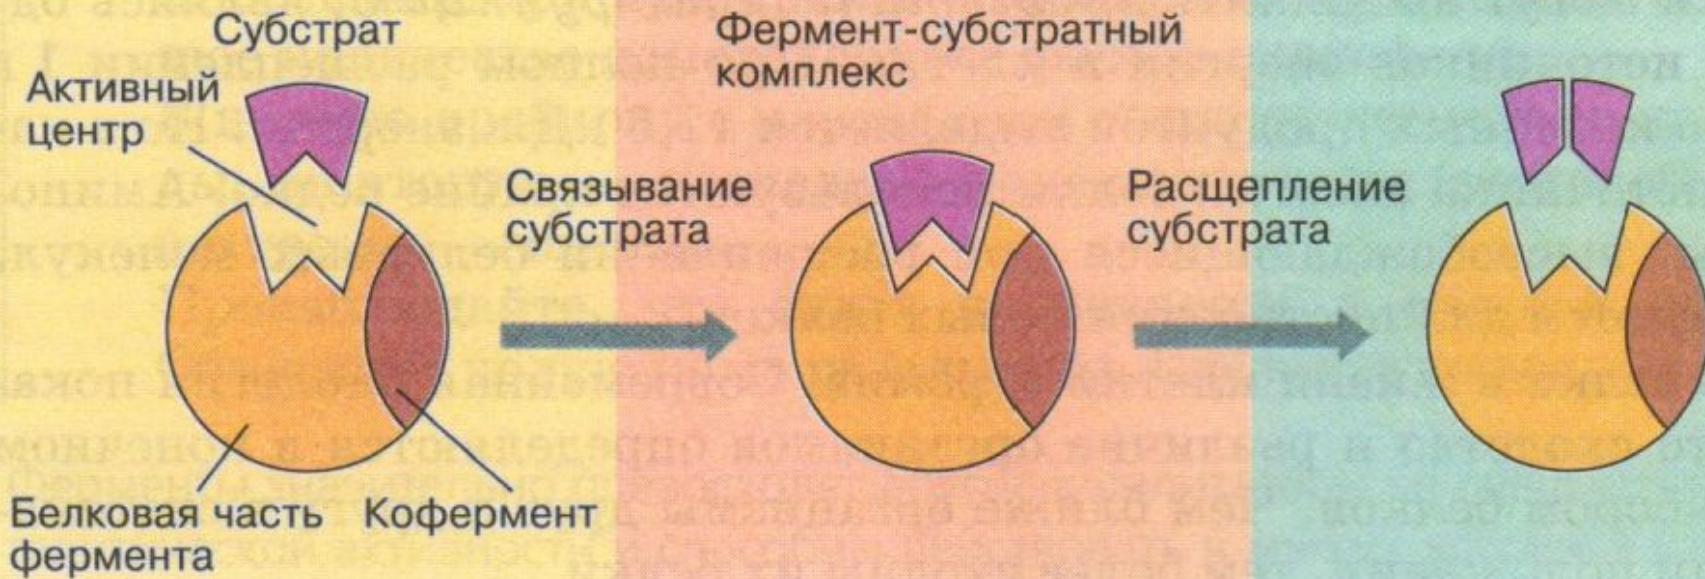 Субстрат
Активный
центр
Фермент-субстратный
комплекс
Связывание
субстрата
Расщепление
субстрата
Белковая часть
фермента
Кофермент